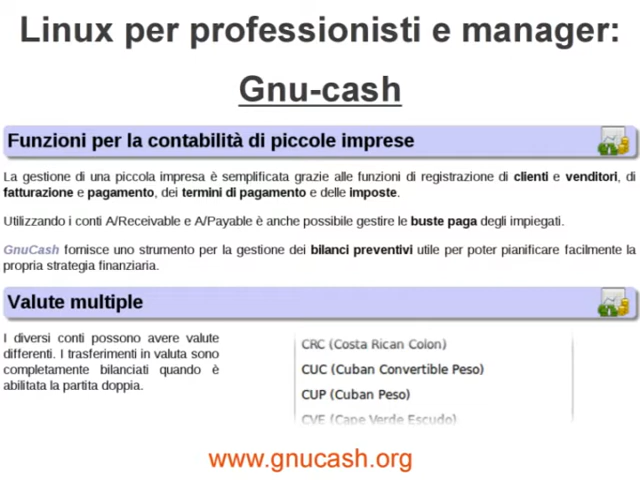 Linux per professionisti e manager:
Gnu-cash
Funzioni per la contabilità di piccole imprese
La gestione di una piccola impresa è semplificata grazie alle funzioni di registrazione di clienti e venditori, di
fatturazione e pagamento, dei termini di pagamento e delle imposte.
Utilizzando i conti A/Receivable e A/Payable è anche possibile gestire le buste paga degli impiegati.
GnuCash fornisce uno strumento per la gestione dei bilanci preventivi utile per poter pianificare facilmente la
propria strategia finanziaria.
Valute multiple
I diversi conti possono avere valute
differenti. I trasferimenti in valuta sono
completamente bilanciati quando è
abilitata la partita doppia.
CRC (Costa Rican Colon)
CUC (Cuban Convertible Peso)
CUP (Cuban Peso)
CVE (Cape Verde Escudo)
www.gnucash.org